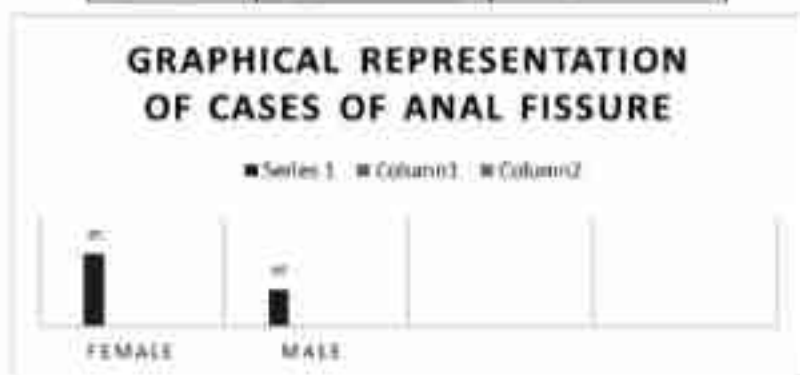 GRAPHICAL REPRESENTATION
OF CASES OF ANAL FISSURE
Series 1 Column1 Column2
FEMALE MALE